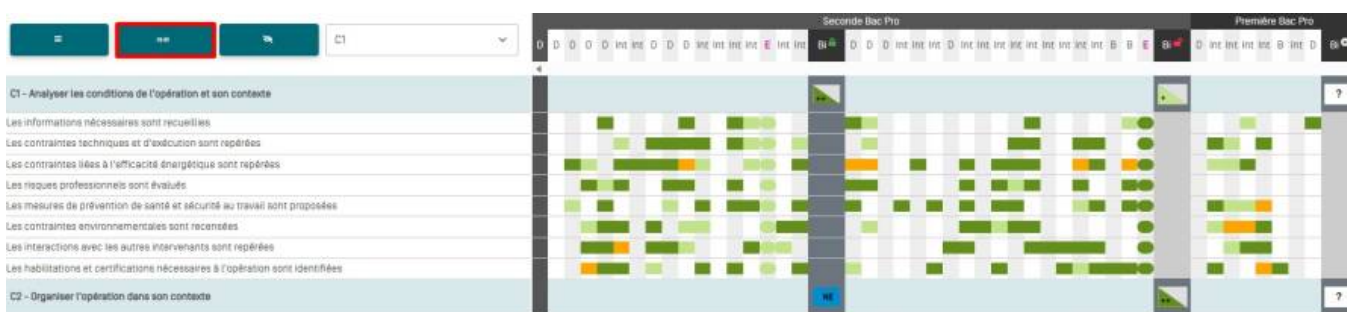 Seconde Bac Pro
Première Bac Pro
C1
D D D D D Int Int D D D Int Int Int Int E Int Int Bi D D D Int Int Int D Int Int Int Int Int Int Int Int B B E Bi D Int Int Int Int B Int D Bi
C1 - Analyser les conditions de l'opération et son contexte
++
+
?
Les informations nécessaires sont recueillies
Les contraintes techniques et d'exécution sont repérées
Les contraintes liées à l'efficacité énergétique sont repérées
Les risques professionnels sont évalués
Les mesures de prévention de santé et sécurité au travail sont proposées
Les contraintes environnementales sont recensées
Les interactions avec les autres intervenants sont repérées
Les habilitations et certifications nécessaires à l'opération sont identifiées
C2 - Organiser l'opération dans son contexte
NE
++
?